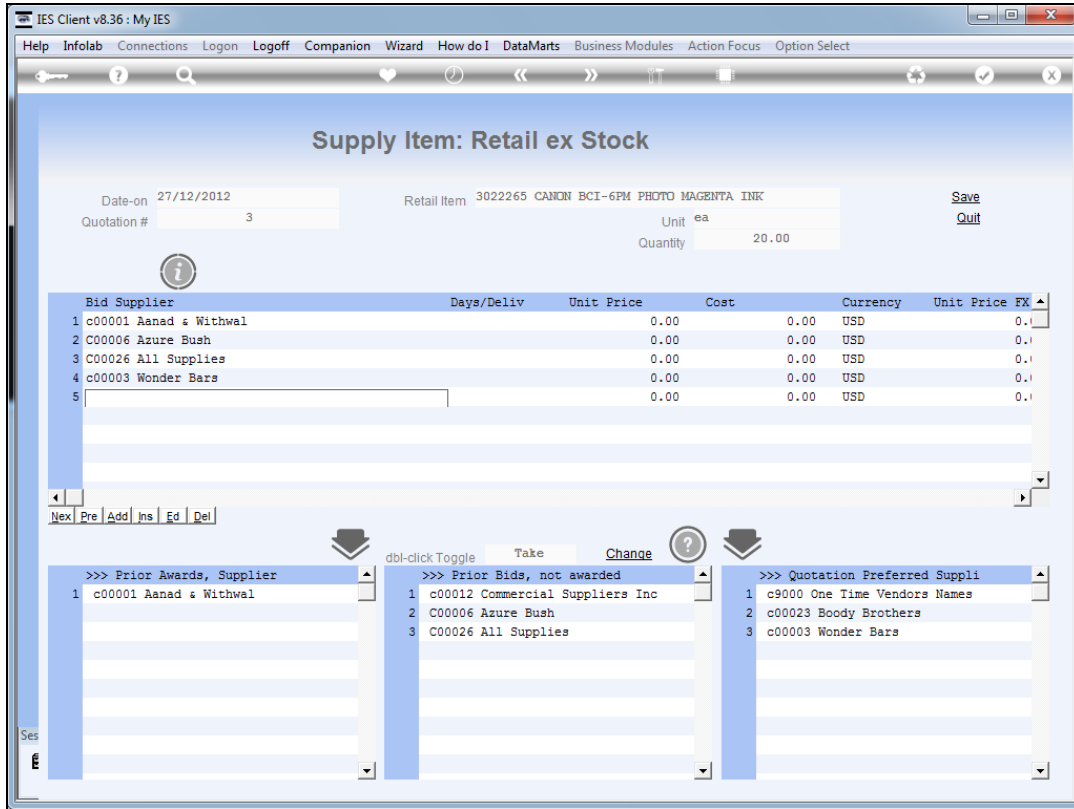 IES Client v8.36 : My IES
Help Infolab Connections Logon Logoff Companion Wizard How do I DataMarts Business Modules Action Focus Option Select
Supply Item: Retail ex Stock
Date-on 27/12/2012 Retail Item 3022265 CANON BCI-6PM PHOTO MAGENTA INK Save
Quotation # 3 Unit ea Quit
Quantity 20.00
Bid Supplier Days/Deliv Unit Price Cost Currency Unit Price FX
1 c00001 Aanad & Withwal 0.00 0.00 USD 0.
2 C00006 Azure Bush 0.00 0.00 USD 0.
3 C00026 All Supplies 0.00 0.00 USD 0.
4 c00003 Wonder Bars 0.00 0.00 USD 0.
5 0.00 0.00 USD 0.
Nex Pre Add Ins Ed Del
dbl-click Toggle Take Change
>>> Prior Awards, Supplier >>> Prior Bids, not awarded >>> Quotation Preferred Suppli
1 c00001 Aanad & Withwal 1 c00012 Commercial Suppliers Inc 1 c9000 One Time Vendors Names
2 C00006 Azure Bush 2 c00023 Boody Brothers
3 C00026 All Supplies 3 c00003 Wonder Bars
Ses